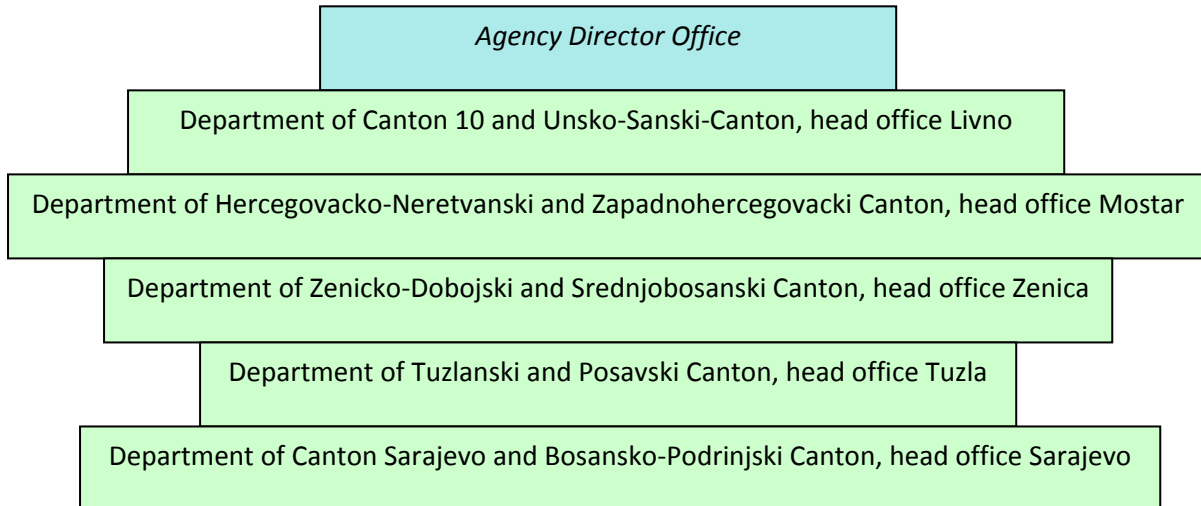 Agency Director Office
Department of Canton 10 and Unsko-Sanski-Canton, head office Livno
Department of Hercegovacko-Neretvanski and Zapadnohercegovacki Canton, head office Mostar
Department of Zenicko-Dobojski and Srednjobosanski Canton, head office Zenica
Department of Tuzlanski and Posavski Canton, head office Tuzla
Department of Canton Sarajevo and Bosansko-Podrinjski Canton, head office Sarajevo